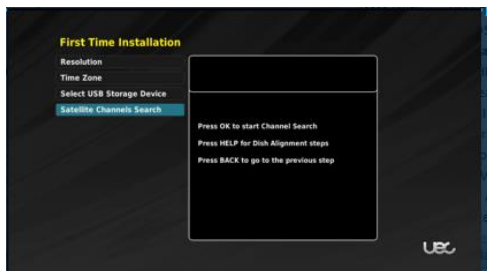 First Time Installation
Resolution
Time Zone
Select USB Storage Device
Satellite Channels Search
Press OK to start Channel Search
Press HELP for Dish Alignment steps
Press BACK to go to the previous step
UEC